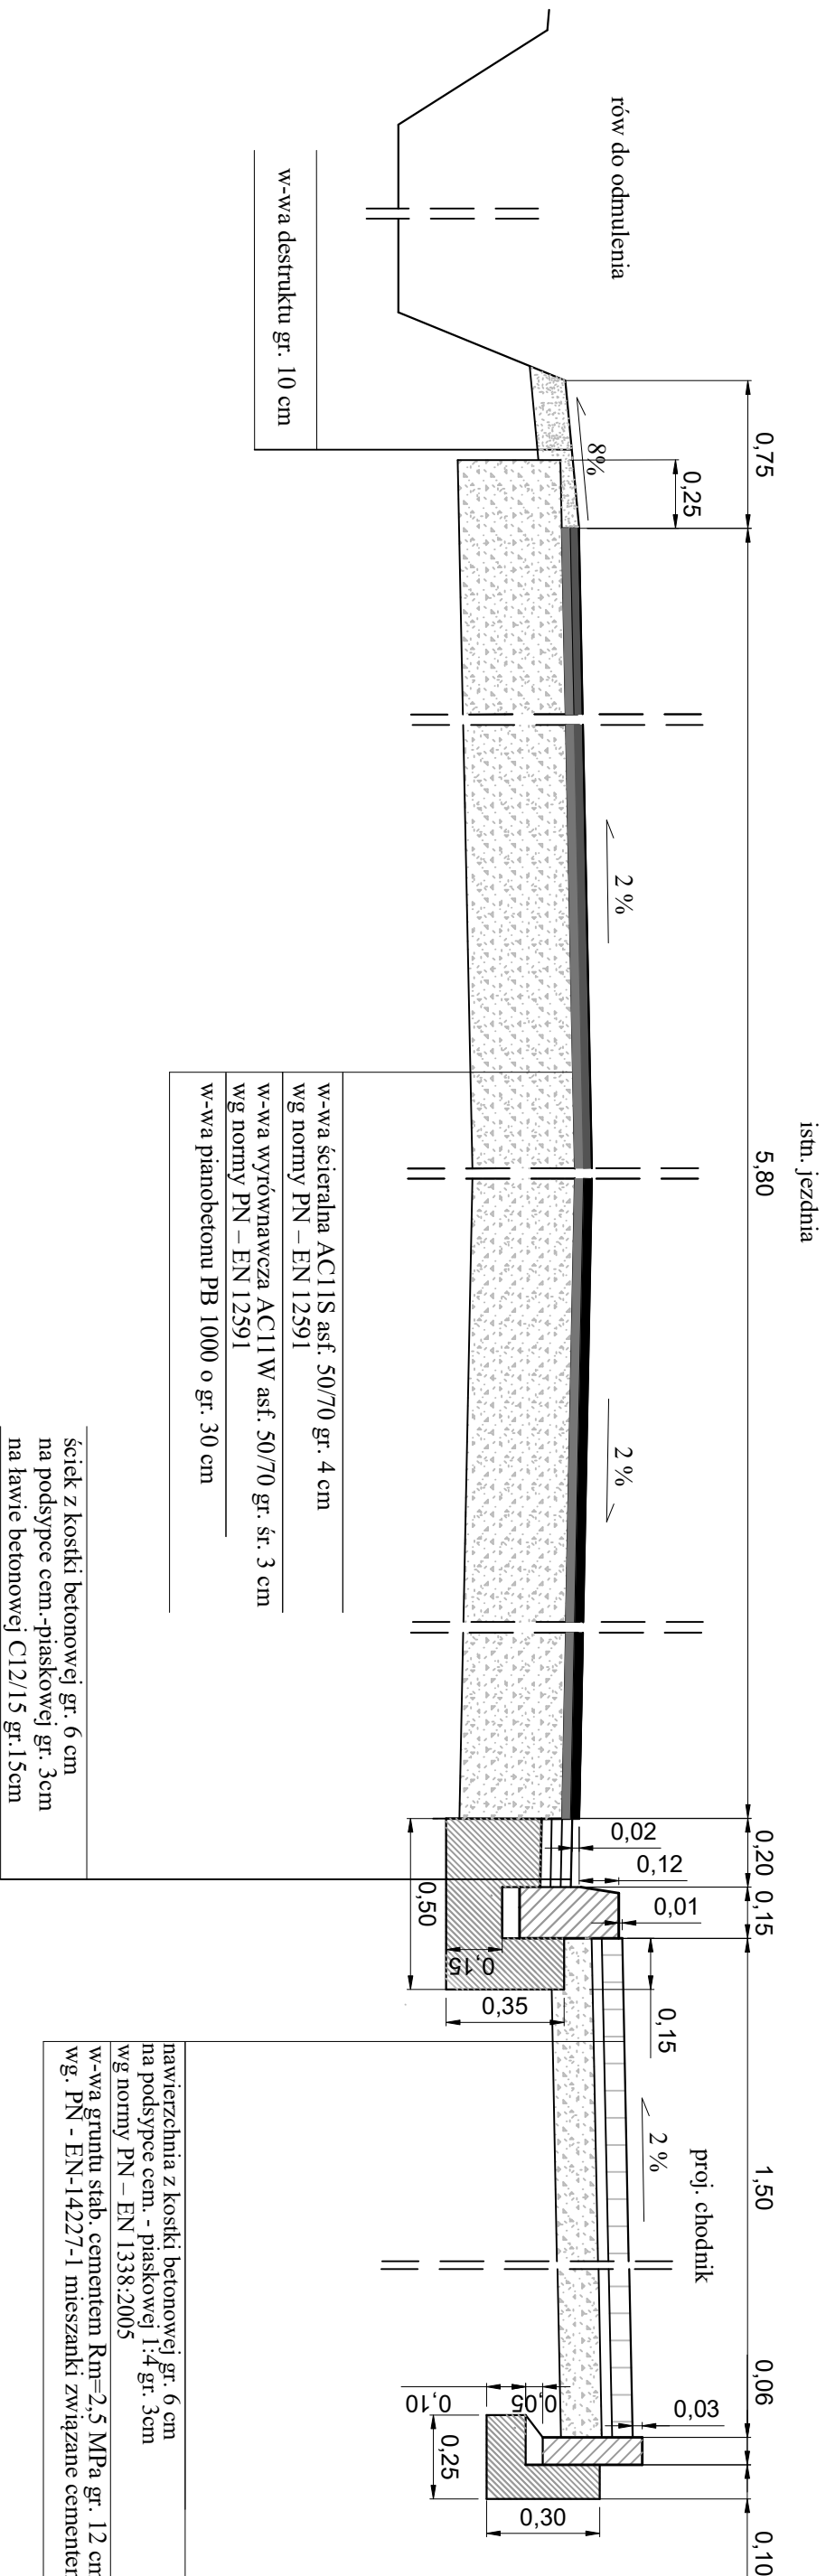 istn. jezdnia
0,75
5,80
0,20
0,15
1,50
0,06
0,10
0,25
rów do odmulenia
8%
2 %
2 %
proj. chodnik
2 %
0,02
0,12
0,01
0,15
0,03
0,50
0,15
0,35
0,05
0,10
0,25
0,30
w-wa destruktu gr. 10 cm
w-wa ścieralna AC11S asf. 50/70 gr. 4 cm
wg normy PN – EN 12591
w-wa wyrównawcza AC11W asf. 50/70 gr. śr. 3 cm
wg normy PN – EN 12591
w-wa pianobetonu PB 1000 o gr. 30 cm
ściek z kostki betonowej gr. 6 cm
na podsypce cem.-piaskowej gr. 3cm
na ławie betonowej C12/15 gr.15cm
nawierzchnia z kostki betonowej gr. 6 cm
na podsypce cem. - piaskowej 1:4 gr. 3cm
wg normy PN – EN 1338:2005
w-wa gruntu stab. cementem Rm=2,5 MPa gr. 12 cm
wg. PN - EN-14227-1 mieszanki związane